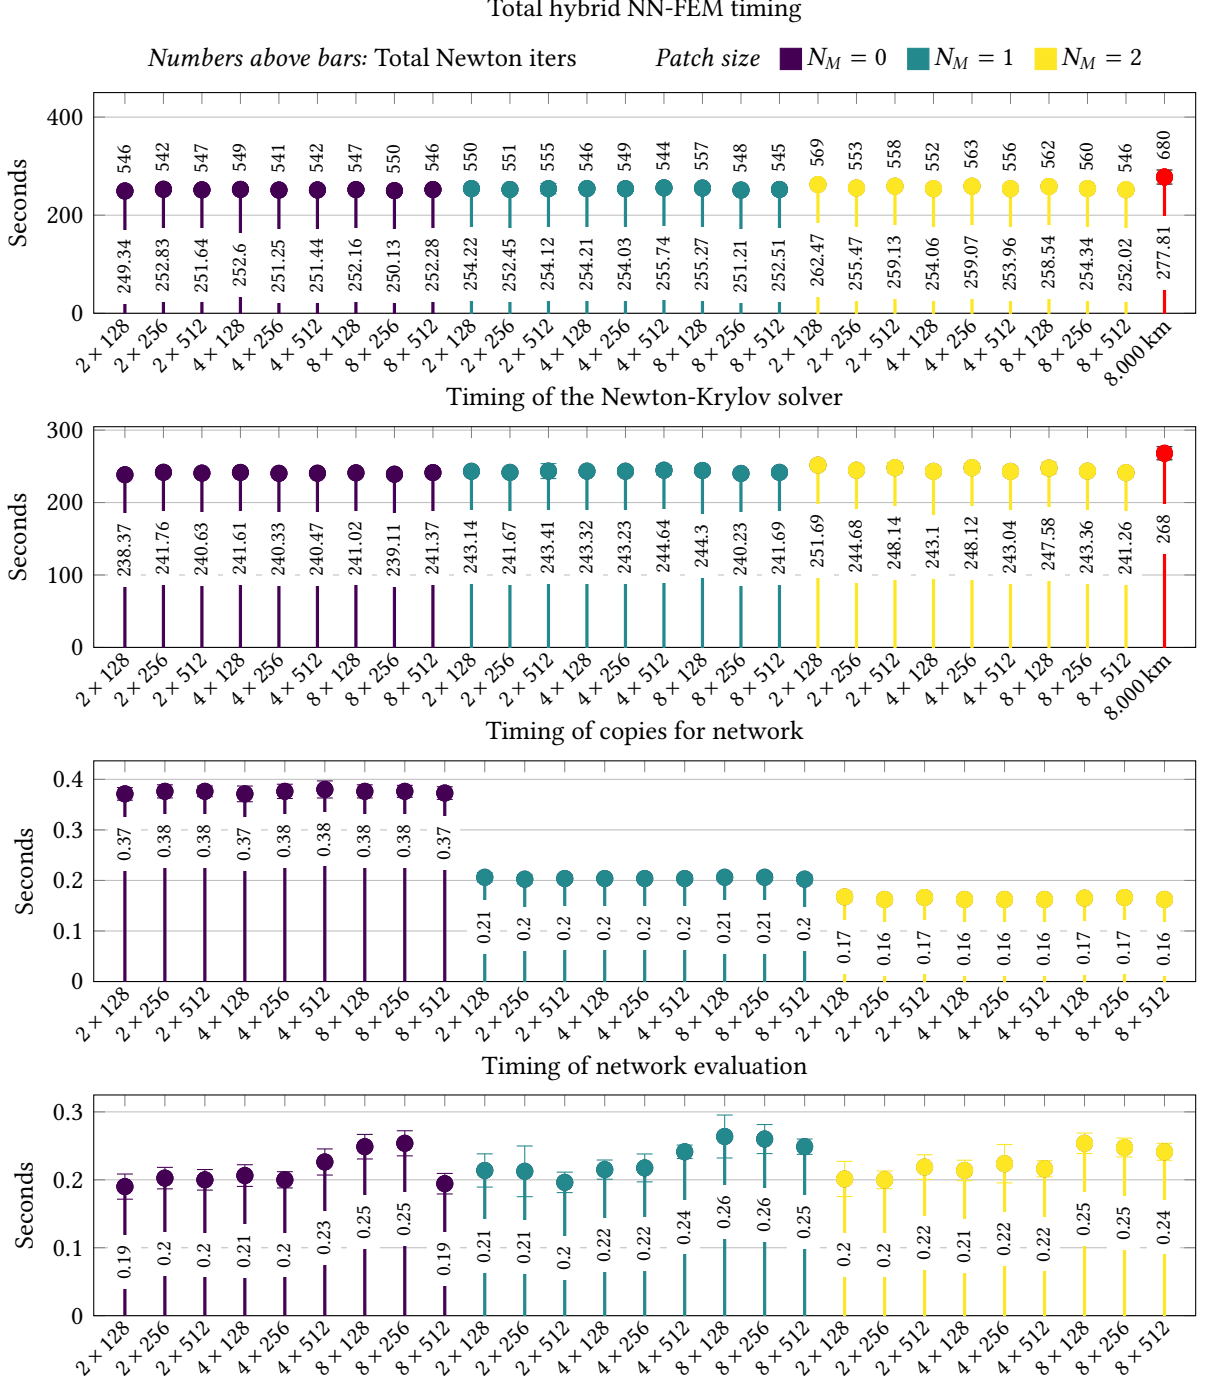 Total hybrid NN-FEM timing
Numbers above bars: Total Newton iters Patch size N_M = 0 N_M = 1 N_M = 2
Seconds
400
200
0
546 542 547 549 541 542 547 550 546 550 551 555 546 549 544 557 548 545 569 553 558 552 563 556 562 560 546 680
249.34 252.83 251.64 252.6 251.25 251.44 252.16 250.13 252.28 254.22 252.45 254.12 254.21 254.03 255.74 255.27 251.21 252.51 262.47 255.47 259.13 254.06 259.07 253.96 258.54 254.34 252.02 277.81
2 × 128 2 × 256 2 × 512 4 × 128 4 × 256 4 × 512 8 × 128 8 × 256 8 × 512 2 × 128 2 × 256 2 × 512 4 × 128 4 × 256 4 × 512 8 × 128 8 × 256 8 × 512 2 × 128 2 × 256 2 × 512 4 × 128 4 × 256 4 × 512 8 × 128 8 × 256 8 × 512 8.000 km
Timing of the Newton-Krylov solver
Seconds
300
200
100
0
238.37 241.76 240.63 241.61 240.33 240.47 241.02 239.11 241.37 243.14 241.67 243.41 243.32 243.23 244.64 244.3 240.23 241.69 251.69 244.68 248.14 243.1 248.12 243.04 247.58 243.36 241.26 268
2 × 128 2 × 256 2 × 512 4 × 128 4 × 256 4 × 512 8 × 128 8 × 256 8 × 512 2 × 128 2 × 256 2 × 512 4 × 128 4 × 256 4 × 512 8 × 128 8 × 256 8 × 512 2 × 128 2 × 256 2 × 512 4 × 128 4 × 256 4 × 512 8 × 128 8 × 256 8 × 512 8.000 km
Timing of copies for network
Seconds
0.4
0.3
0.2
0.1
0
0.37 0.38 0.38 0.37 0.38 0.38 0.38 0.38 0.37 0.21 0.2 0.2 0.2 0.2 0.2 0.21 0.21 0.2 0.17 0.16 0.17 0.16 0.16 0.16 0.17 0.17 0.16
2 × 128 2 × 256 2 × 512 4 × 128 4 × 256 4 × 512 8 × 128 8 × 256 8 × 512 2 × 128 2 × 256 2 × 512 4 × 128 4 × 256 4 × 512 8 × 128 8 × 256 8 × 512 2 × 128 2 × 256 2 × 512 4 × 128 4 × 256 4 × 512 8 × 128 8 × 256 8 × 512
Timing of network evaluation
Seconds
0.3
0.2
0.1
0
0.19 0.2 0.2 0.21 0.2 0.23 0.25 0.25 0.19 0.21 0.21 0.2 0.22 0.22 0.24 0.26 0.26 0.25 0.2 0.2 0.22 0.21 0.22 0.22 0.25 0.25 0.24
2 × 128 2 × 256 2 × 512 4 × 128 4 × 256 4 × 512 8 × 128 8 × 256 8 × 512 2 × 128 2 × 256 2 × 512 4 × 128 4 × 256 4 × 512 8 × 128 8 × 256 8 × 512 2 × 128 2 × 256 2 × 512 4 × 128 4 × 256 4 × 512 8 × 128 8 × 256 8 × 512